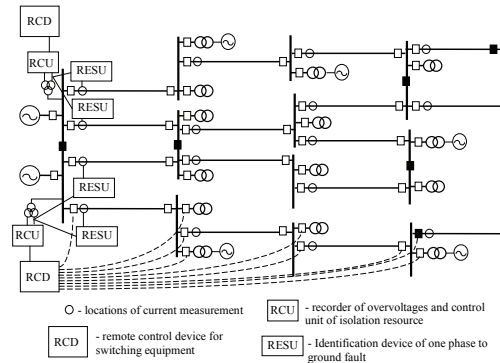 RCD
RCU
RESU
RESU
RESU
RCU
RESU
RCD
- locations of current measurement
RCU
- recorder of overvoltages and control
unit of isolation resource
RCD
- remote control device for
switching equipment
RESU
- Identification device of one phase to
ground fault